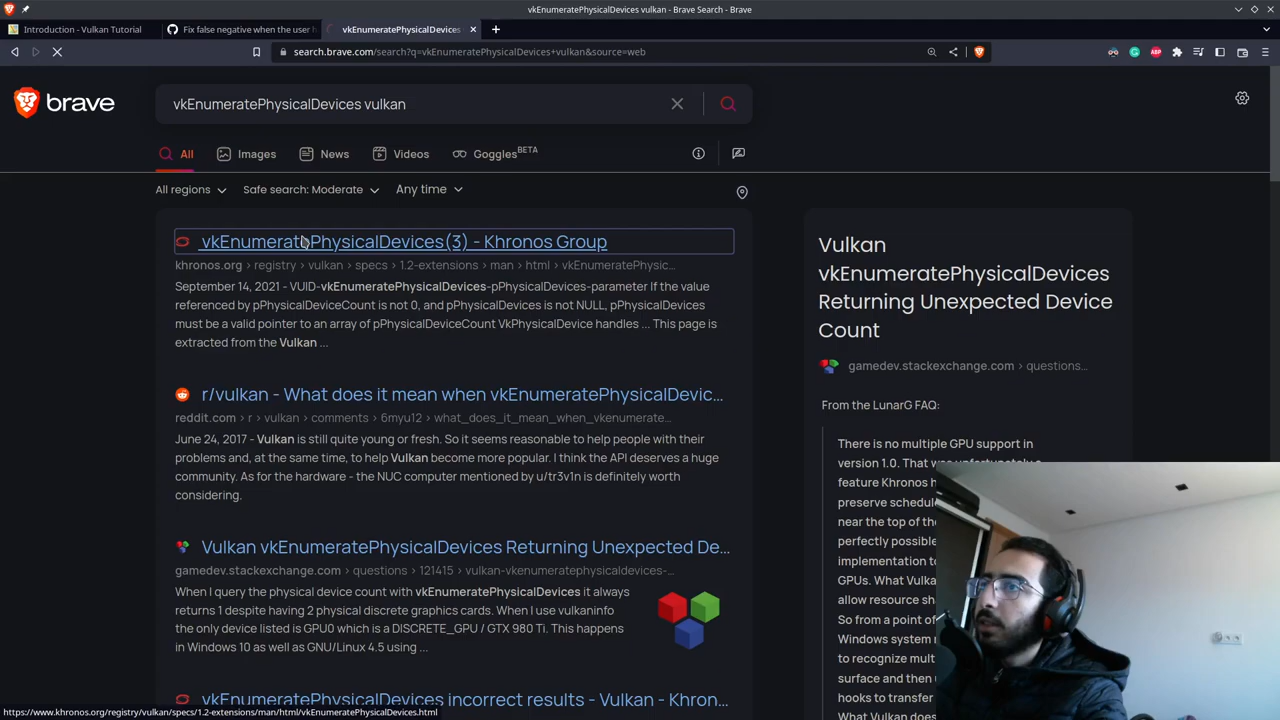 vkEnumeratePhysicalDevices vulkan - Brave Search - Brave
Introduction - Vulkan Tutorial
Fix false negative when the user
vkEnumeratePhysicalDevices
search.brave.com/search?q=vkEnumeratePhysicalDevices+vulkan&source=web
brave
vkEnumeratePhysicalDevices vulkan
All
Images
News
Videos
Goggles BETA
All regions
Safe search: Moderate
Any time
vkEnumeratePhysicalDevices(3) - Khronos Group
khronos.org › registry › vulkan › specs › 1.2-extensions › man › html › vkEnumeratePhysic...
September 14, 2021 - VUID-vkEnumeratePhysicalDevices-pPhysicalDevices-parameter If the value
referenced by pPhysicalDeviceCount is not 0, and pPhysicalDevices is not NULL, pPhysicalDevices
must be a valid pointer to an array of pPhysicalDeviceCount VkPhysicalDevice handles ... This page is
extracted from the Vulkan ...
r/vulkan - What does it mean when vkEnumeratePhysicalDevic...
reddit.com › r › vulkan › comments › 6myu12 › what_does_it_mean_when_vkenumerate...
June 24, 2017 - Vulkan is still quite young or fresh. So it seems reasonable to help people with their
problems and, at the same time, to help Vulkan become more popular. I think the API deserves a huge
community. As for the hardware - the NUC computer mentioned by u/tr3v1n is definitely worth
considering.
Vulkan vkEnumeratePhysicalDevices Returning Unexpected De...
gamedev.stackexchange.com › questions › 121415 › vulkan-vkenumeratephysicaldevices-...
When I query the physical device count with vkEnumeratePhysicalDevices it always
returns 1 despite having 2 physical discrete graphics cards. When I use vulkaninfo
the only device listed is GPU0 which is a DISCRETE_GPU / GTX 980 Ti. This happens
in Windows 10 as well as GNU/Linux 4.5 using ...
vkEnumeratePhysicalDevices incorrect results - Vulkan - Khron...
https://www.khronos.org/registry/vulkan/specs/1.2-extensions/man/html/vkEnumeratePhysicalDevices.html
Vulkan
vkEnumeratePhysicalDevices
Returning Unexpected Device
Count
gamedev.stackexchange.com › questions...
From the LunarG FAQ:
There is no multiple GPU support in
version 1.0. That was unfortunately a
feature Khronos h
preserve schedul
near the top of the
perfectly possible
implementation to
GPUs. What Vulka
allow resource sha
So from a point of
Windows system
to recognize mult
surface and then
hooks to transfer
What Vulkan does